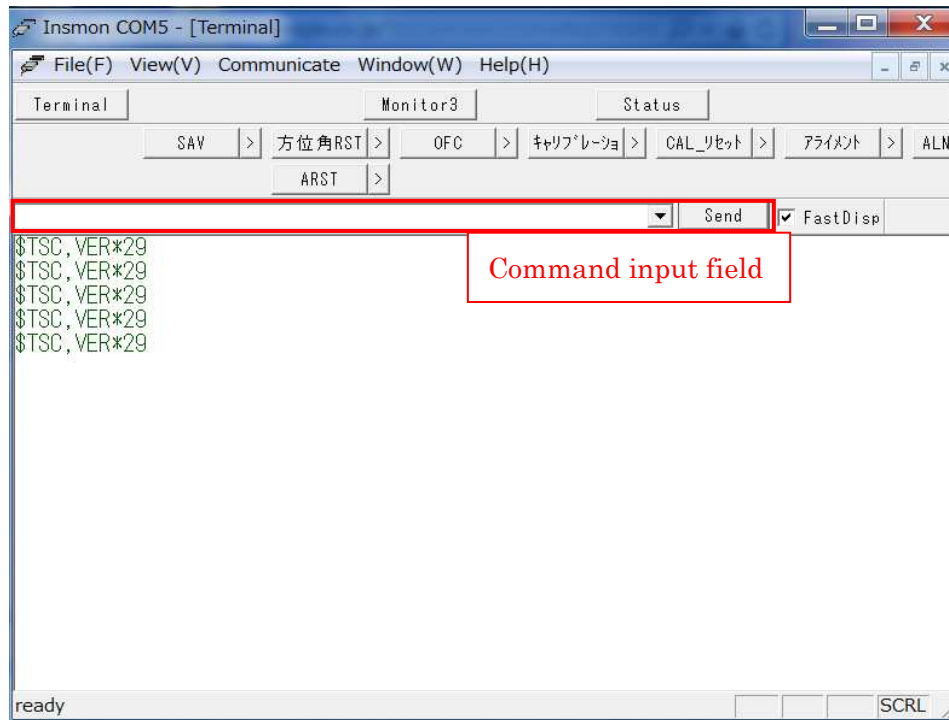 Insmon COM5 - [Terminal]
File(F) View(V) Communicate Window(W) Help(H)
Terminal Monitor3 Status
SAV > 方位角RST > OFC > ｷｬﾘﾌﾞﾚｰｼｮ > CAL_ﾘｾｯﾄ > ｱﾗｲﾒﾝﾄ > ALN
ARST >
Send FastDisp
$TSC,VER*29
Command input field
$TSC,VER*29
$TSC,VER*29
$TSC,VER*29
$TSC,VER*29
ready SCRL